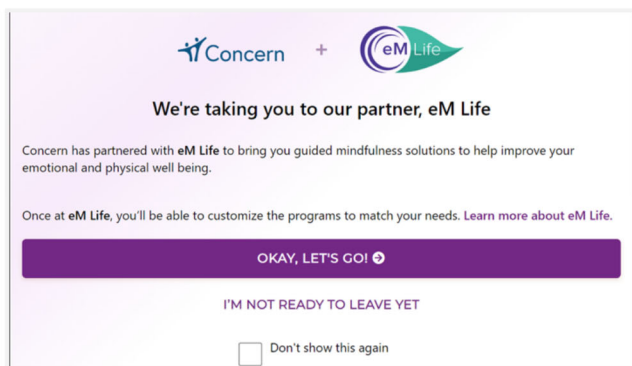 Concern + eM Life
We're taking you to our partner, eM Life
Concern has partnered with eM Life to bring you guided mindfulness solutions to help improve your
emotional and physical well being.
Once at eM Life, you'll be able to customize the programs to match your needs. Learn more about eM Life.
OKAY, LET'S GO!
I'M NOT READY TO LEAVE YET
Don't show this again